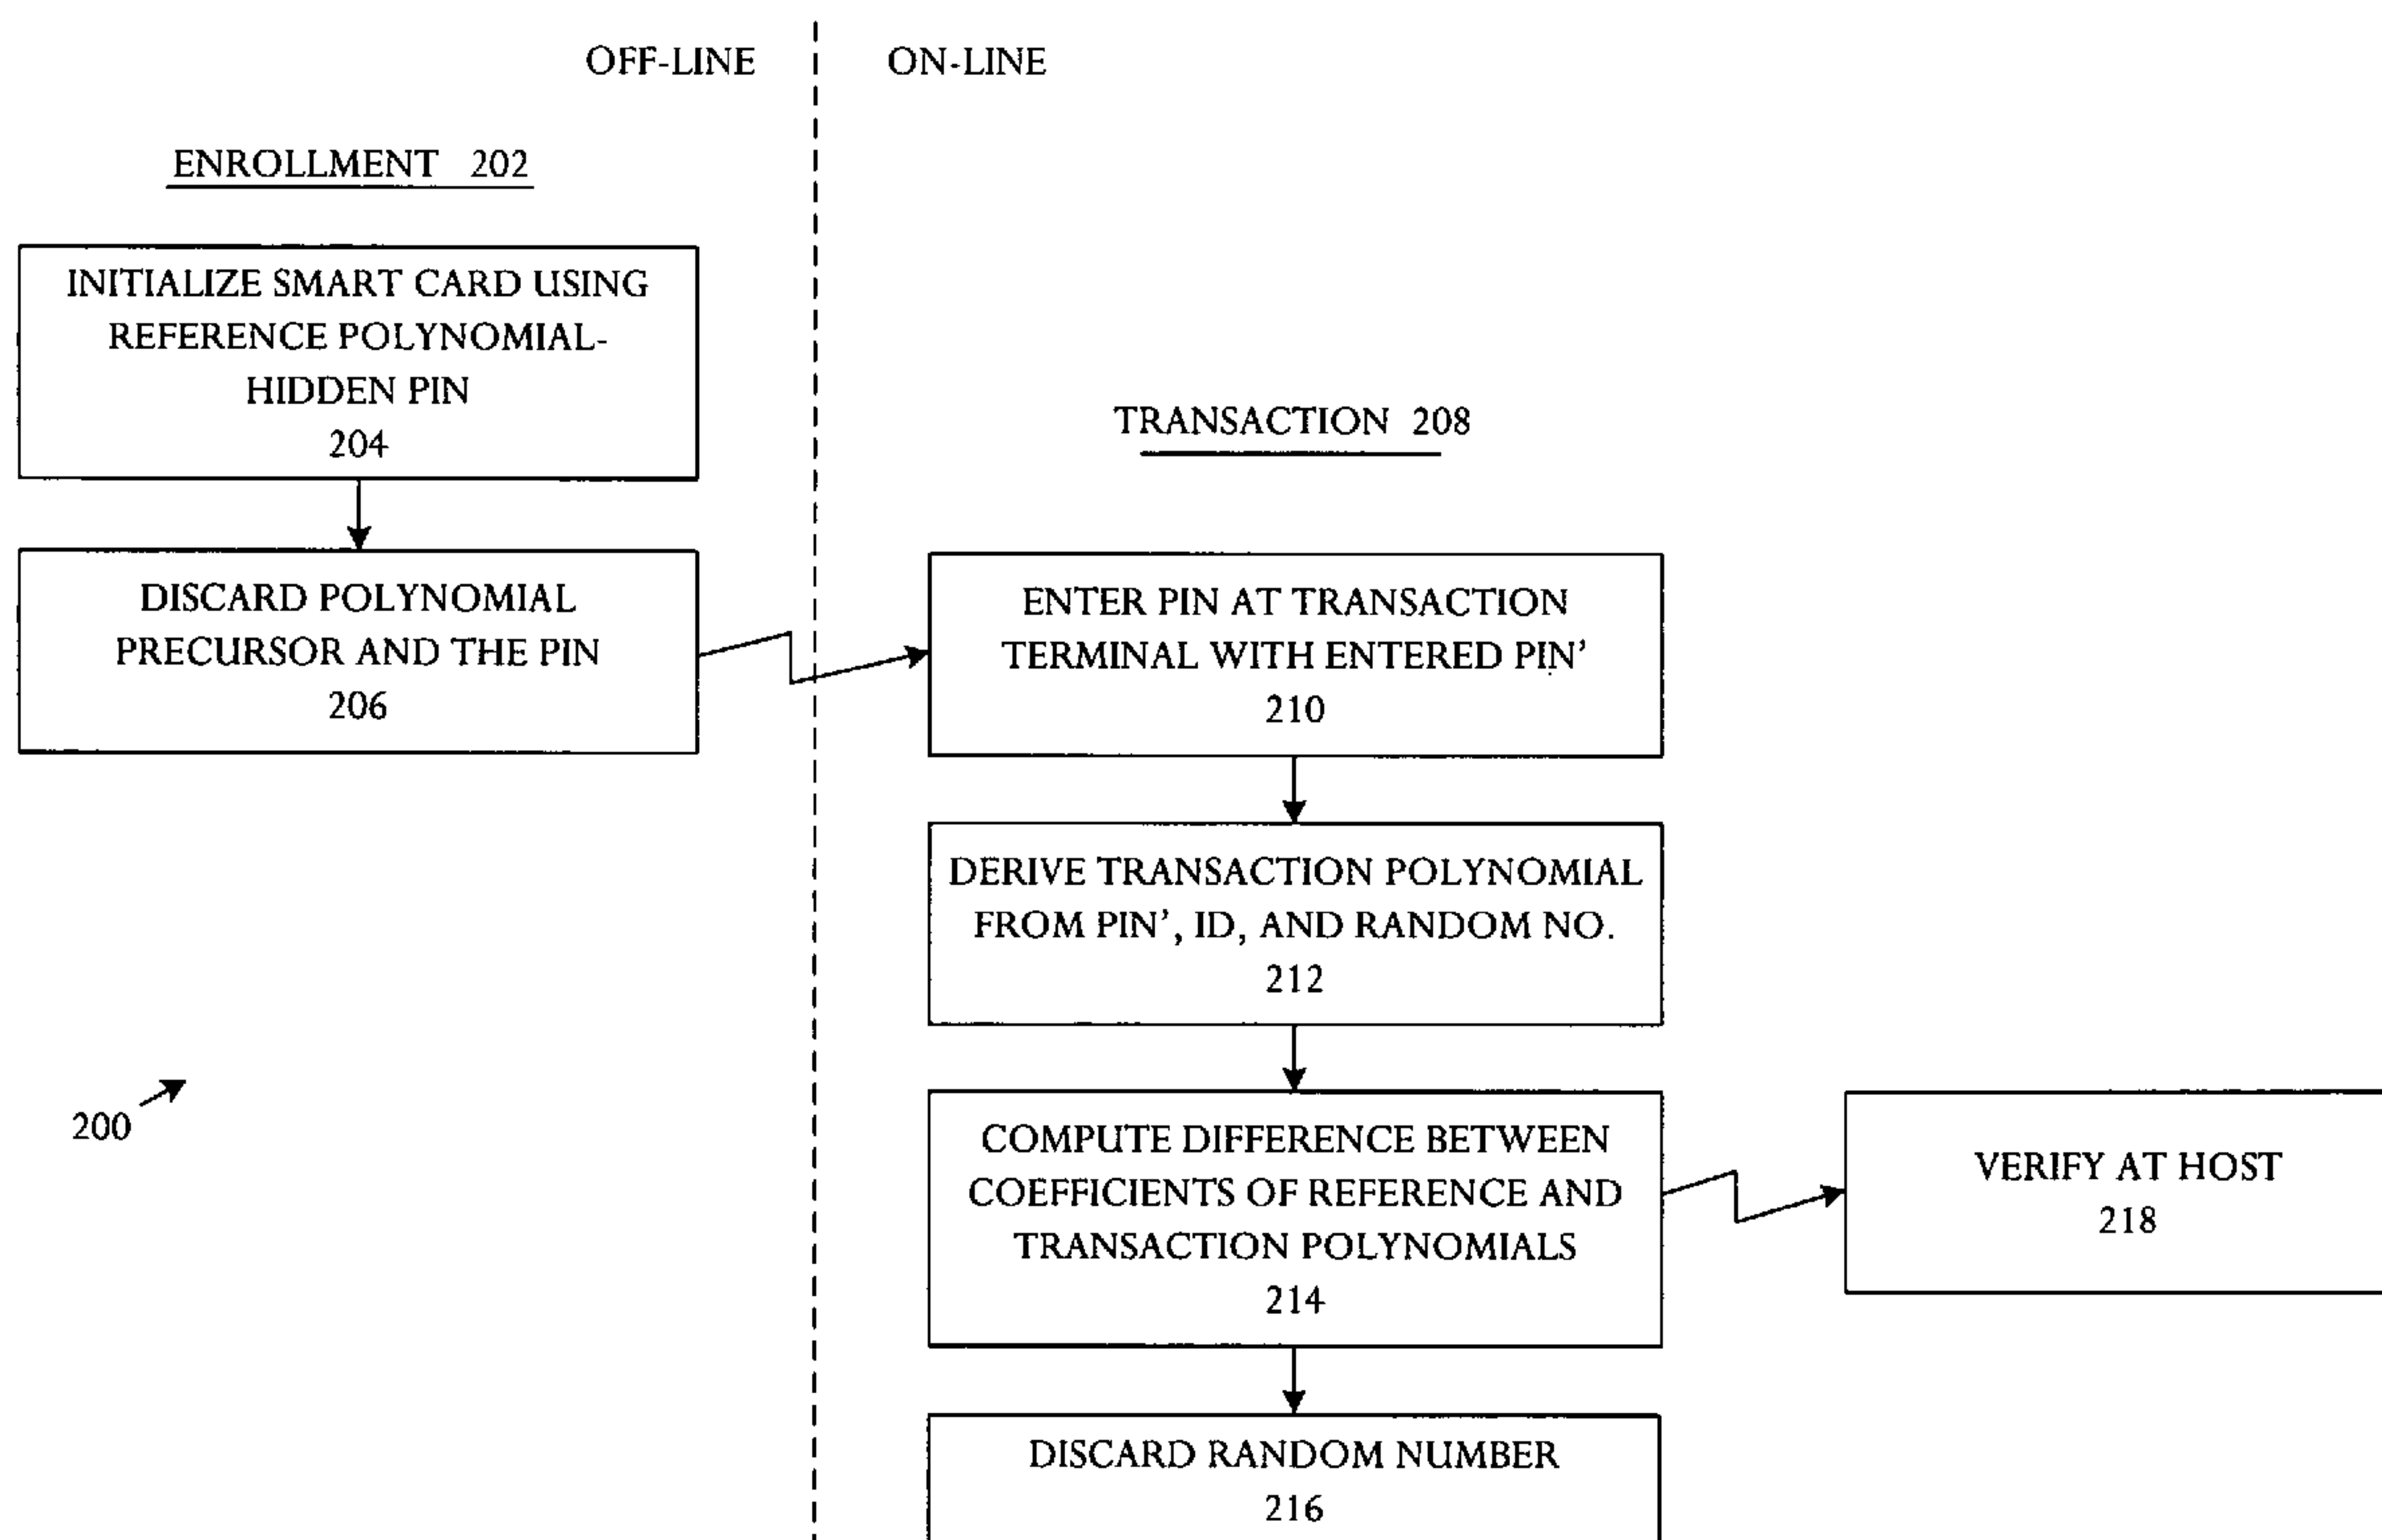 OFF-LINE
ON-LINE
ENROLLMENT 202
INITIALIZE SMART CARD USING
REFERENCE POLYNOMIAL-
HIDDEN PIN
204
DISCARD POLYNOMIAL
PRECURSOR AND THE PIN
206
TRANSACTION 208
ENTER PIN AT TRANSACTION
TERMINAL WITH ENTERED PIN’
210
DERIVE TRANSACTION POLYNOMIAL
FROM PIN’, ID, AND RANDOM NO.
212
COMPUTE DIFFERENCE BETWEEN
COEFFICIENTS OF REFERENCE AND
TRANSACTION POLYNOMIALS
214
VERIFY AT HOST
218
DISCARD RANDOM NUMBER
216
200